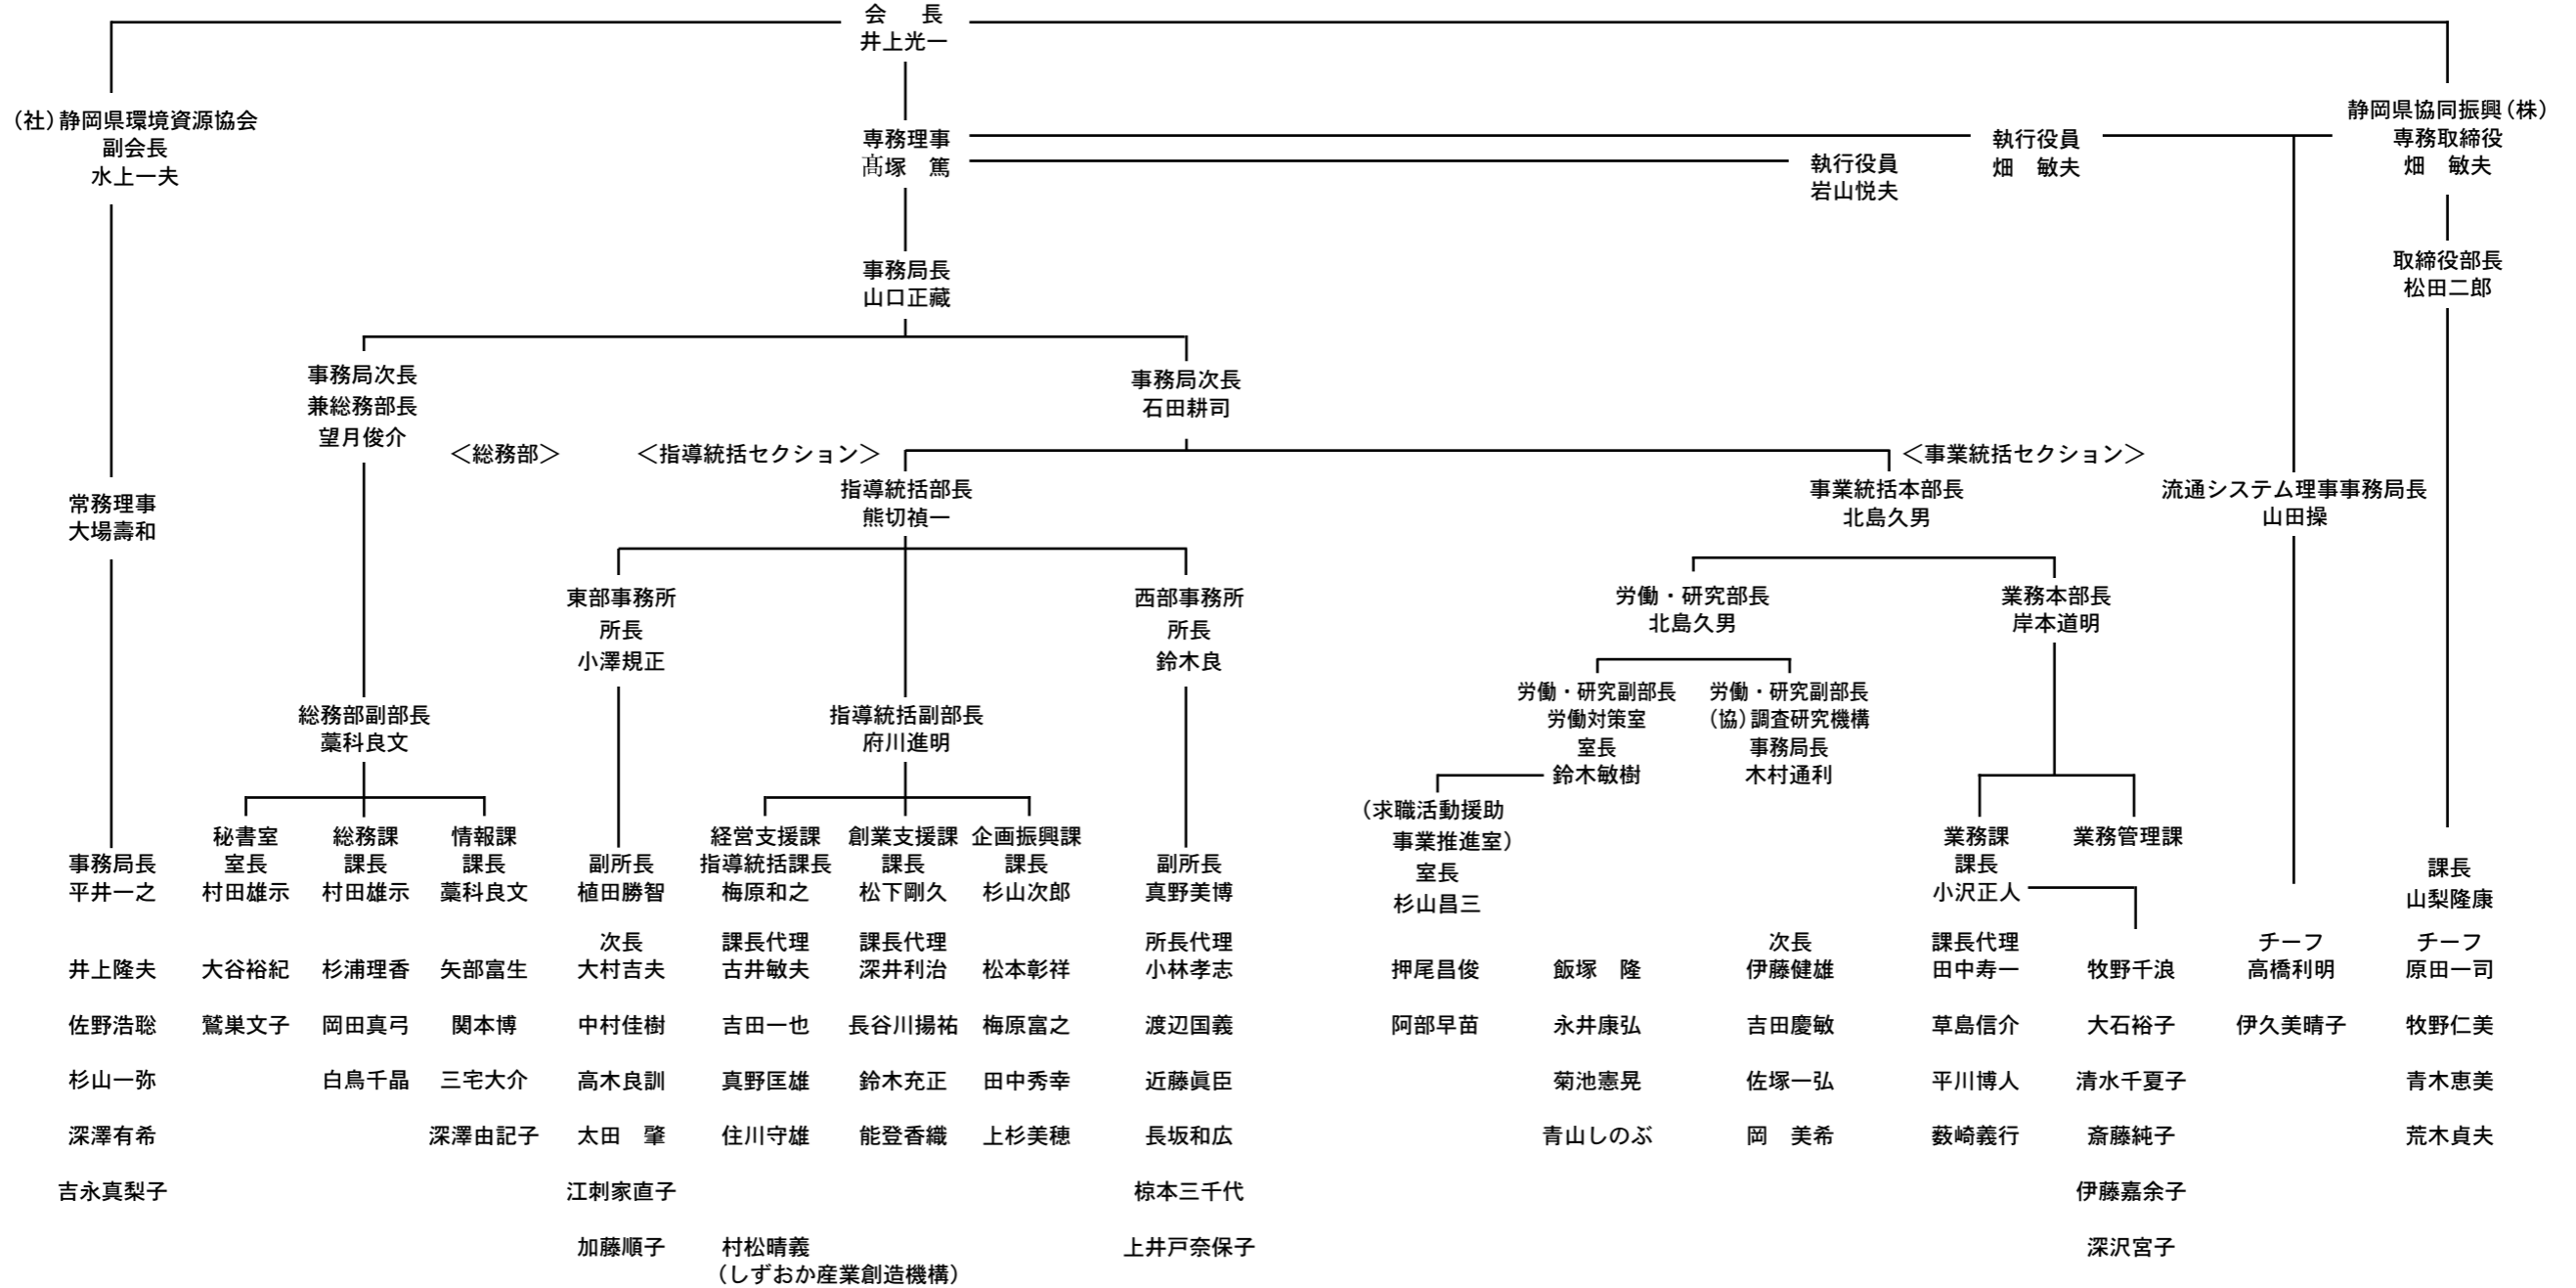 会　長
井上光一
（社）静岡県環境資源協会
副会長
水上一夫
専務理事
髙塚　篤
執行役員
岩山悦夫
執行役員
畑　敏夫
静岡県協同振興（株）
専務取締役
畑　敏夫
事務局長
山口正藏
取締役部長
松田二郎
事務局次長
兼総務部長
望月俊介
事務局次長
石田耕司
＜総務部＞
＜指導統括セクション＞
＜事業統括セクション＞
常務理事
大場壽和
指導統括部長
熊切禎一
事業統括本部長
北島久男
流通システム理事事務局長
山田操
東部事務所
所長
小澤規正
西部事務所
所長
鈴木良
労働・研究部長
北島久男
業務本部長
岸本道明
総務部副部長
藁科良文
指導統括副部長
府川進明
労働・研究副部長
労働対策室
室長
鈴木敏樹
労働・研究副部長
（協）調査研究機構
事務局長
木村通利
（求職活動援助
事業推進室）
室長
杉山昌三
事務局長
平井一之
秘書室
室長
村田雄示
総務課
課長
村田雄示
情報課
課長
藁科良文
副所長
植田勝智
経営支援課
指導統括課長
梅原和之
創業支援課
課長
松下剛久
企画振興課
課長
杉山次郎
副所長
真野美博
業務課
課長
小沢正人
業務管理課
課長
山梨隆康
井上隆夫
佐野浩聡
杉山一弥
深澤有希
吉永真梨子
大谷裕紀
鷲巣文子
杉浦理香
岡田真弓
白鳥千晶
矢部富生
関本博
三宅大介
深澤由記子
次長
大村吉夫
中村佳樹
高木良訓
太田　肇
江刺家直子
加藤順子
課長代理
古井敏夫
吉田一也
真野匡雄
住川守雄
村松晴義
（しずおか産業創造機構）
課長代理
深井利治
長谷川揚祐
鈴木充正
能登香織
松本彰祥
梅原富之
田中秀幸
上杉美穂
所長代理
小林孝志
渡辺国義
近藤眞臣
長坂和広
椋本三千代
上井戸奈保子
押尾昌俊
阿部早苗
飯塚　隆
永井康弘
菊池憲晃
青山しのぶ
次長
伊藤健雄
吉田慶敏
佐塚一弘
岡　美希
課長代理
田中寿一
草島信介
平川博人
薮崎義行
牧野千浪
大石裕子
清水千夏子
斎藤純子
伊藤嘉余子
深沢宮子
チーフ
高橋利明
伊久美晴子
チーフ
原田一司
牧野仁美
青木恵美
荒木貞夫